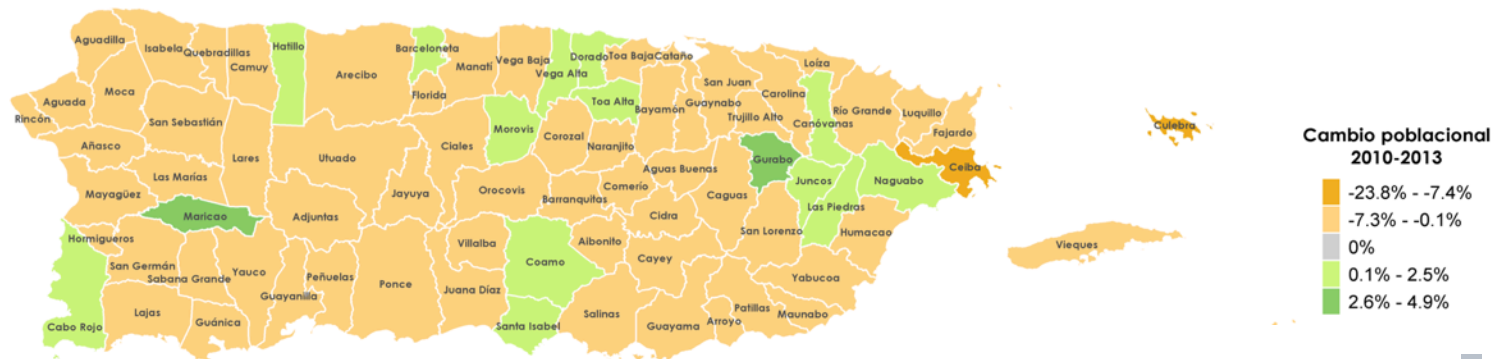 Aguadilla
Isabela
Quebradillas
Camuy
Hatillo
Arecibo
Barceloneta
Florida
Manatí
Vega Baja
Vega Alta
Dorado
Toa Baja
Cataño
Toa Alta
Bayamón
Guaynabo
San Juan
Trujillo Alto
Carolina
Loíza
Canóvanas
Río Grande
Luquillo
Fajardo
Ceiba
Culebra
Aguada
Rincón
Moca
San Sebastián
Añasco
Lares
Utuado
Ciales
Morovis
Corozal
Naranjito
Aguas Buenas
Gurabo
Juncos
Naguabo
Las Marías
Mayagüez
Maricao
Adjuntas
Jayuya
Orocovis
Barranquitas
Comerío
Cidra
Caguas
San Lorenzo
Las Piedras
Humacao
Vieques
Hormigueros
San Germán
Sabana Grande
Yauco
Guayanilla
Peñuelas
Ponce
Villalba
Juana Díaz
Coamo
Aibonito
Cayey
Yabucoa
Cabo Rojo
Lajas
Guánica
Santa Isabel
Salinas
Guayama
Arroyo
Patillas
Maunabo
Cambio poblacional
2010-2013
-23.8% - -7.4%
-7.3% - -0.1%
0%
0.1% - 2.5%
2.6% - 4.9%